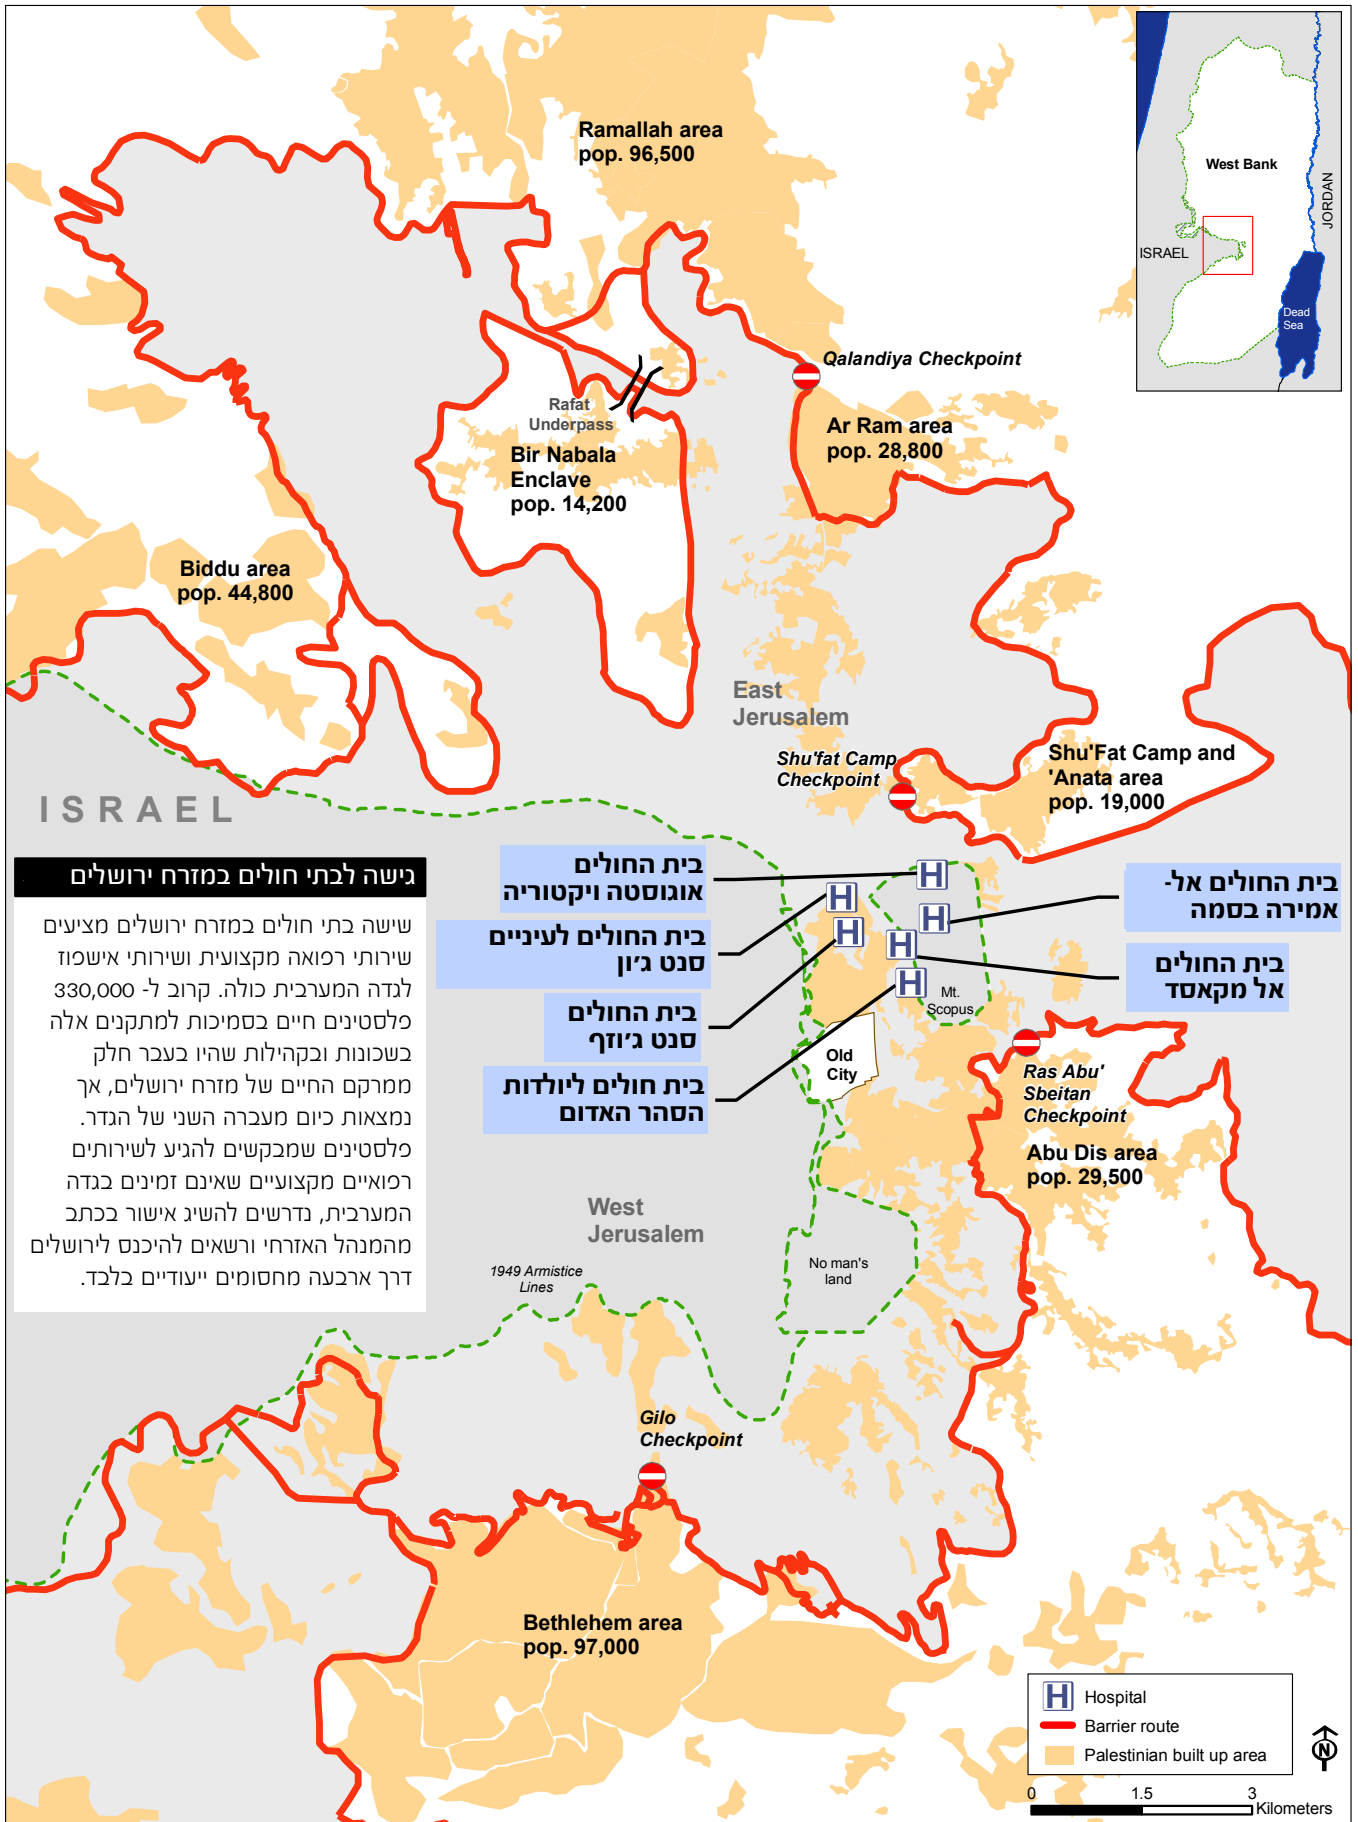 Ramallah area
pop. 96,500
West Bank
JORDAN
ISRAEL
Dead
Sea
Qalandiya Checkpoint
Rafat
Underpass
Bir Nabala
Enclave
pop. 14,200
Ar Ram area
pop. 28,800
Biddu area
pop. 44,800
East
Jerusalem
Shu'fat Camp
Checkpoint
Shu'Fat Camp and
'Anata area
pop. 19,000
ISRAEL
גישה לבתי חולים במזרח ירושלים
שישה בתי חולים במזרח ירושלים מציעים
שירותי רפואה מקצועית ושירותי אישפוז
לגדה המערבית כולה. קרוב ל- 330,000
פלסטינים חיים בסמיכות למתקנים אלה
בשכונות ובקהילות שהיו בעבר חלק
ממרקם החיים של מזרח ירושלים, אך
נמצאות כיום מעברה השני של הגדר.
פלסטינים שמבקשים להגיע לשירותים
רפואיים מקצועיים שאינם זמינים בגדה
המערבית, נדרשים להשיג אישור בכתב
מהמנהל האזרחי ורשאים להיכנס לירושלים
דרך ארבעה מחסומים ייעודיים בלבד.
בית החולים
אוגוסטה ויקטוריה
בית החולים לעיניים
סנט ג'ון
בית החולים
סנט ג'וזף
בית חולים ליולדות
הסהר האדום
בית החולים אל-
אמירה בסמה
בית החולים
אל מקאסד
H
H
H
H
H
H
Mt.
Scopus
Old
City
Ras Abu'
Sbeitan
Checkpoint
Abu Dis area
pop. 29,500
West
Jerusalem
No man's
land
1949 Armistice
Lines
Gilo
Checkpoint
Bethlehem area
pop. 97,000
H Hospital
Barrier route
Palestinian built up area
N
0 1.5 3
Kilometers